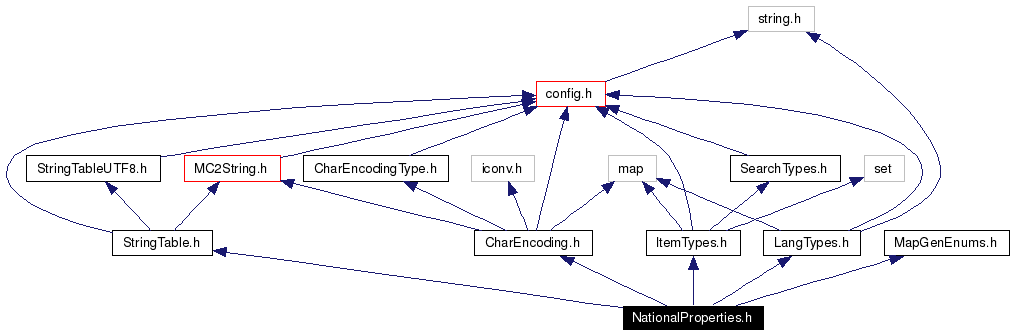 string.h
config.h
StringTableUTF8.h
MC2String.h
CharEncodingType.h
iconv.h
map
SearchTypes.h
set
StringTable.h
CharEncoding.h
ItemTypes.h
LangTypes.h
MapGenEnums.h
NationalProperties.h